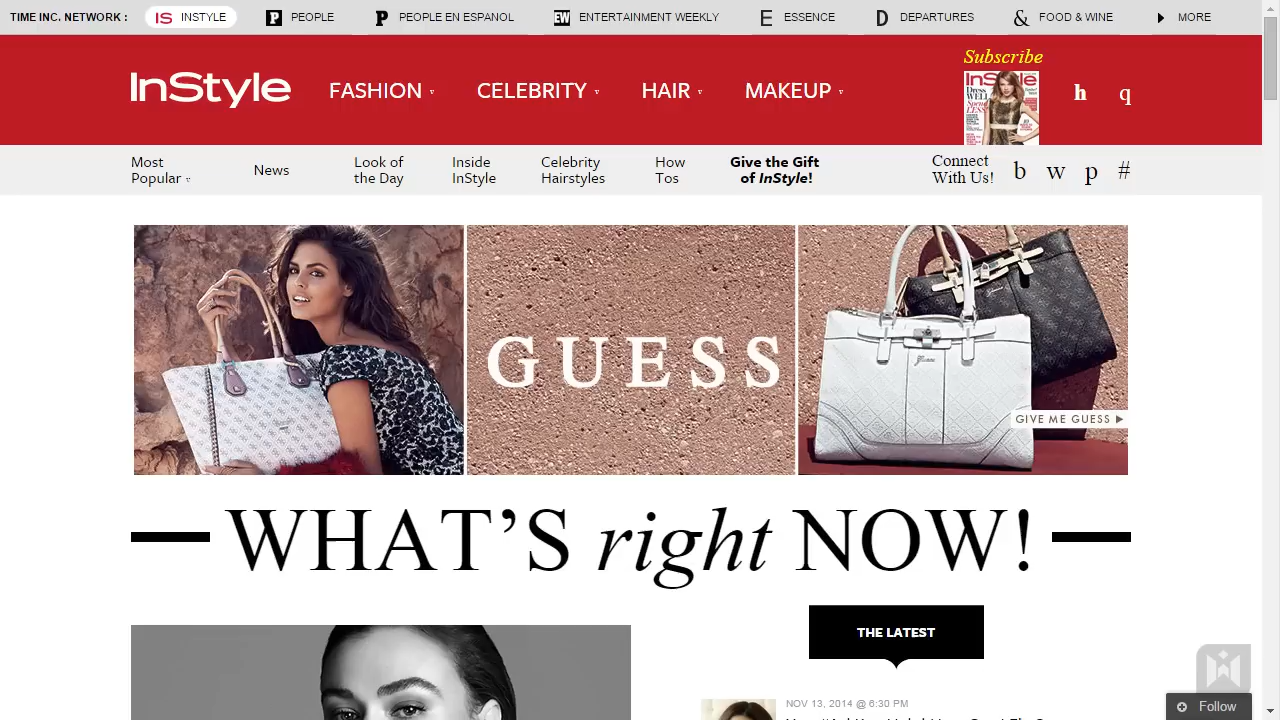 TIME INC. NETWORK :
INSTYLE
PEOPLE
PEOPLE EN ESPANOL
ENTERTAINMENT WEEKLY
ESSENCE
DEPARTURES
FOOD & WINE
MORE
InStyle
FASHION
CELEBRITY
HAIR
MAKEUP
Subscribe
h
q
Most
Popular
News
Look of
the Day
Inside
InStyle
Celebrity
Hairstyles
How
Tos
Give the Gift
of InStyle!
Connect
With Us!
b
w
p
#
GUESS
GIVE ME GUESS
WHAT’S right NOW!
THE LATEST
NOV 13, 2014 @ 6:30 PM
Follow